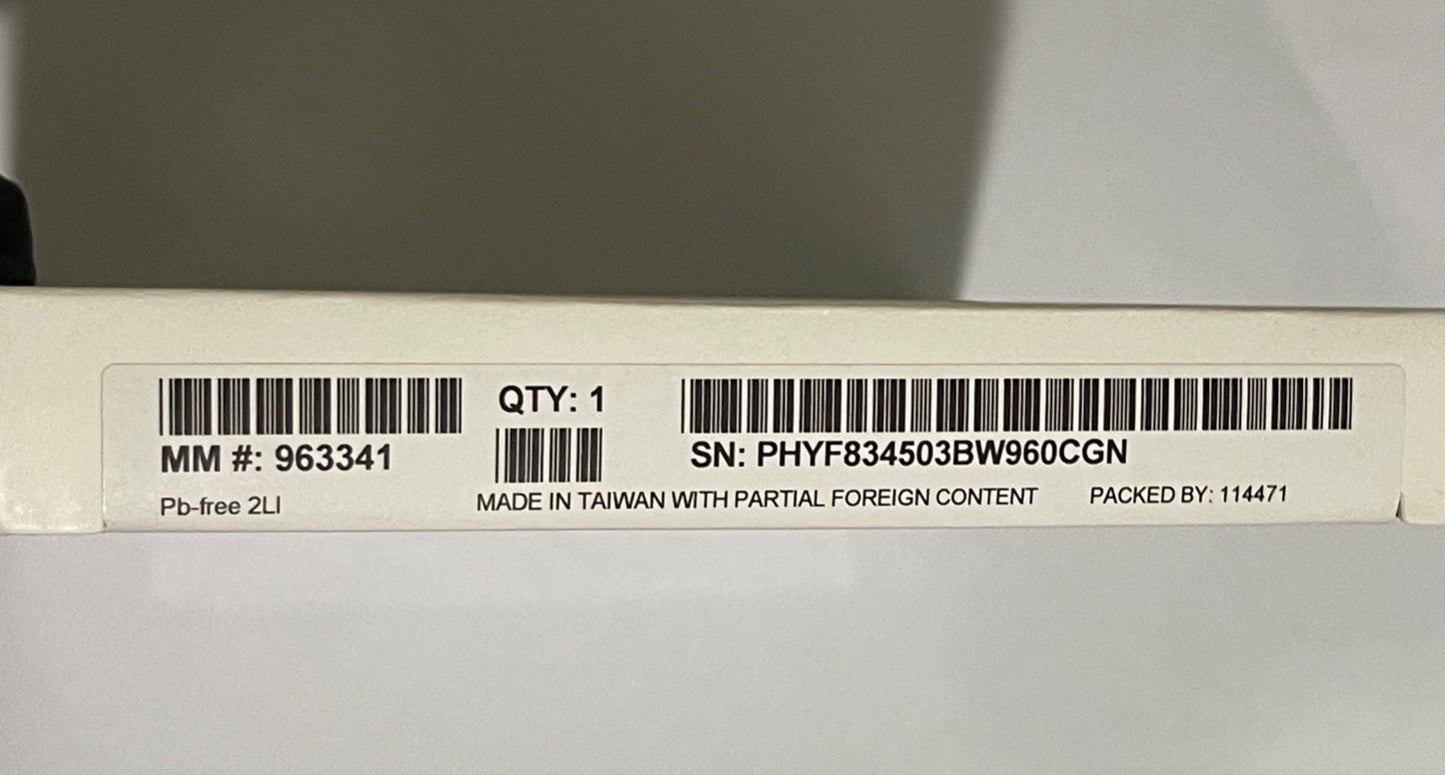 QTY: 1
MM #: 963341
SN: PHYF834503BW960CGN
Pb-free 2LI
MADE IN TAIWAN WITH PARTIAL FOREIGN CONTENT
PACKED BY: 114471